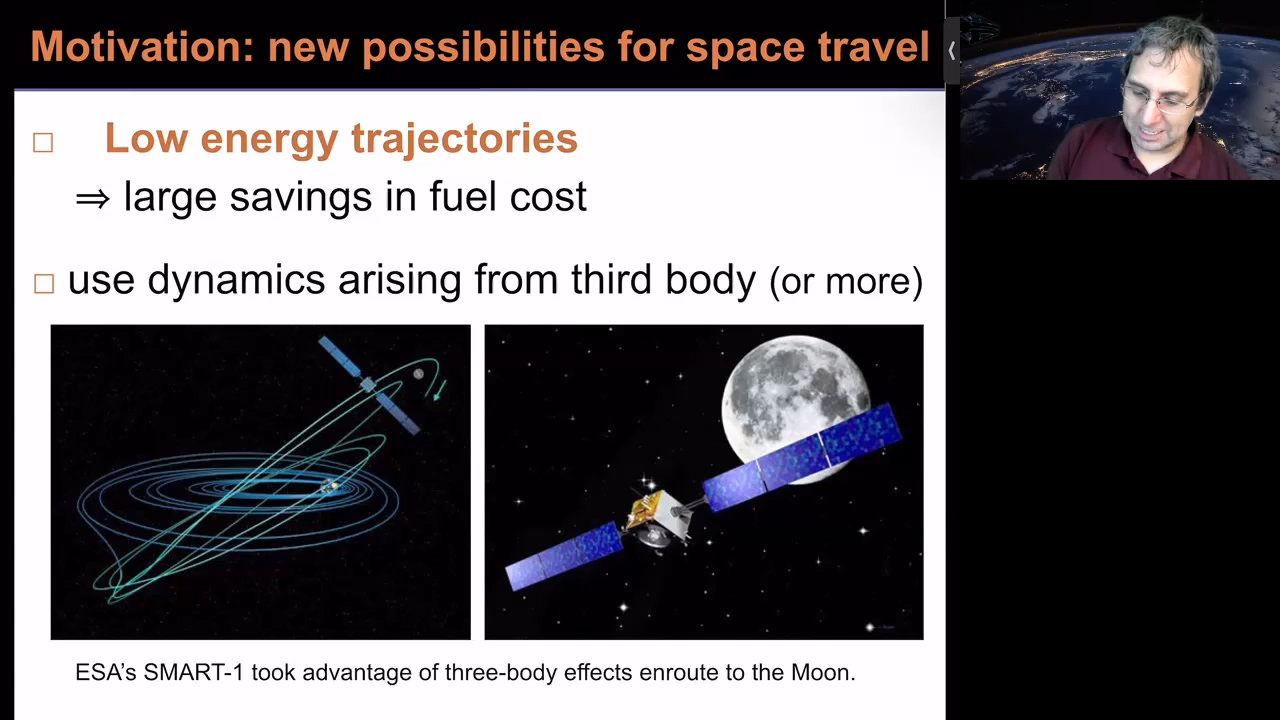 Motivation: new possibilities for space travel
Low energy trajectories
⇒ large savings in fuel cost
use dynamics arising from third body (or more)
ESA’s SMART-1 took advantage of three-body effects enroute to the Moon.